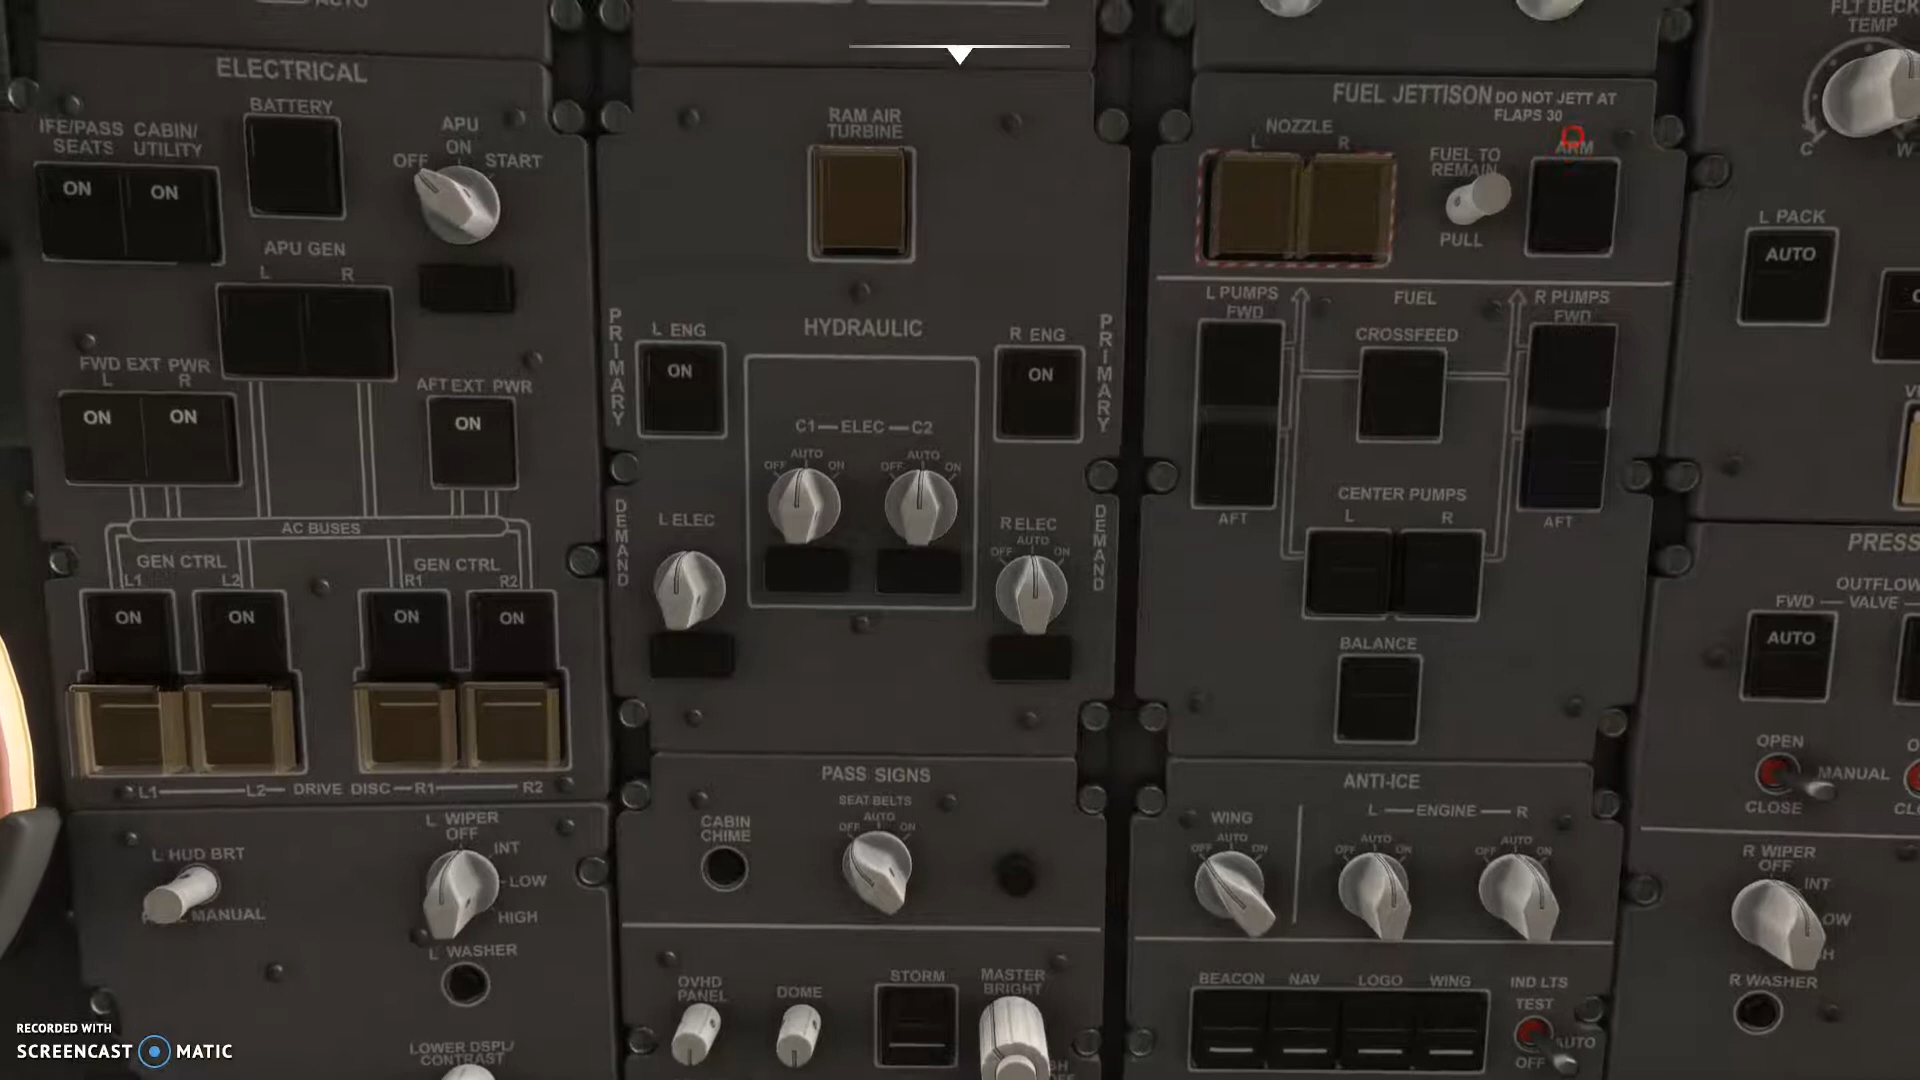 AUTO
ELECTRICAL
BATTERY
IFE/PASS
SEATS
CABIN/
UTILITY
ON
ON
APU
ON
OFF
START
APU GEN
L
R
FWD EXT PWR
L
R
ON
ON
AFT EXT PWR
ON
AC BUSES
GEN CTRL
L1
L2
GEN CTRL
R1
R2
ON
ON
ON
ON
L1
L2
DRIVE DISC
R1
R2
L HUD BRT
MANUAL
L WIPER
OFF
INT
LOW
HIGH
L WASHER
LOWER DSPL/
CONTRAST
RAM AIR
TURBINE
HYDRAULIC
PRIMARY
L ENG
ON
R ENG
ON
PRIMARY
C1 ELEC C2
OFF
AUTO
ON
OFF
AUTO
ON
DEMAND
L ELEC
R ELEC
OFF
AUTO
ON
DEMAND
PASS SIGNS
SEAT BELTS
OFF
AUTO
ON
CABIN
CHIME
OVHD
PANEL
DOME
STORM
MASTER
BRIGHT
FUEL JETTISON
DO NOT JETT AT
FLAPS 30
NOZZLE
L
R
FUEL TO
REMAIN
PULL
ARM
L PUMPS
FWD
FUEL
R PUMPS
FWD
CROSSFEED
AFT
AFT
CENTER PUMPS
L
R
BALANCE
ANTI-ICE
WING
OFF
AUTO
ON
L ENGINE R
OFF
AUTO
ON
OFF
AUTO
ON
BEACON
NAV
LOGO
WING
IND LTS
TEST
AUTO
OFF
FLT DECK
TEMP
C
W
L PACK
AUTO
PRESS
OUTFLOW
FWD
VALVE
AUTO
OPEN
MANUAL
CLOSE
R WIPER
OFF
INT
R WASHER
RECORDED WITH
SCREENCAST MATIC